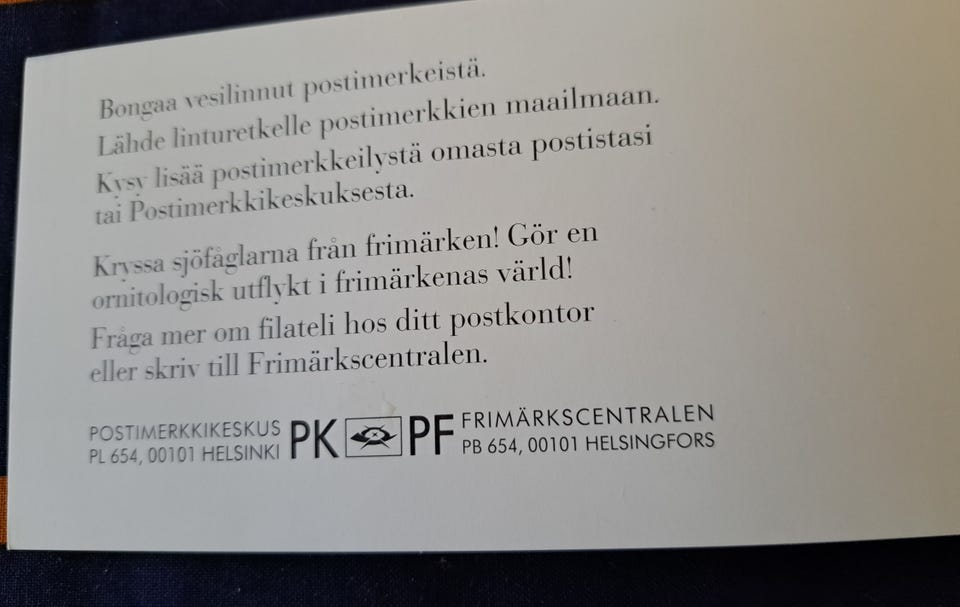 Bongaa vesilinnut postimerkeistä.
Lähde linturetkelle postimerkkien maailmaan.
Kysy lisää postimerkkeilystä omasta postistasi
tai Postimerkkikeskuksesta.
Kryssa sjöfåglarna från frimärken! Gör en
ornitologisk utflykt i frimärkenas värld!
Fråga mer om filateli hos ditt postkontor
eller skriv till Frimärkscentralen.
POSTIMERKKIKESKUS
PL 654, 00101 HELSINKI
PK PF
FRIMÄRKSCENTRALEN
PB 654, 00101 HELSINGFORS